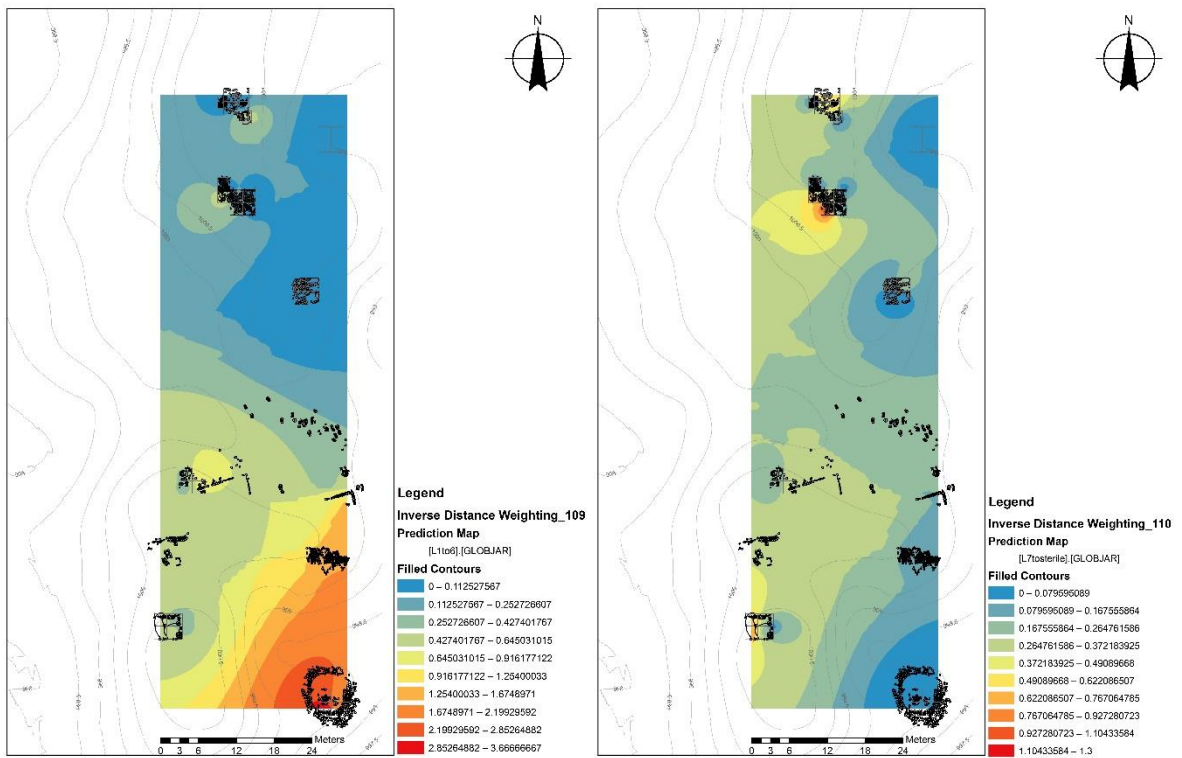 N
Legend
Inverse Distance Weighting_109
Prediction Map
[L1to6].[GLOBJAR]
Filled Contours
0 – 0.112527567
0.112527567 – 0.252726607
0.252726607 – 0.427401767
0.427401767 – 0.645031015
0.645031015 – 0.916177122
0.916177122 – 1.25400033
1.25400033 – 1.6748971
1.6748971 – 2.19929592
2.19929592 – 2.85264882
2.85264882 – 3.66666667
Meters
0 3 6 12 18 24
N
Legend
Inverse Distance Weighting_110
Prediction Map
[L7tosterile].[GLOBJAR]
Filled Contours
0 – 0.079595089
0.079595089 – 0.167555864
0.167555864 – 0.264761586
0.264761586 – 0.372183925
0.372183925 – 0.49089668
0.49089668 – 0.622086507
0.622086507 – 0.767064785
0.767064785 – 0.927280723
0.927280723 – 1.10433584
1.10433584 – 1.3
Meters
0 3 6 12 18 24